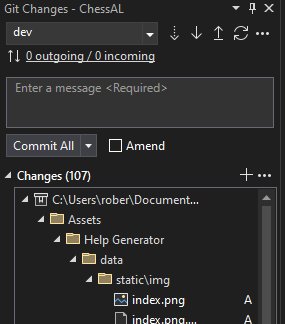 Git Changes - ChessAL
dev
0 outgoing / 0 incoming
Enter a message <Required>
Commit All
Amend
Changes (107)
C:\Users\rober\Document...
Assets
Help Generator
data
static\img
index.png A
index.png.... A